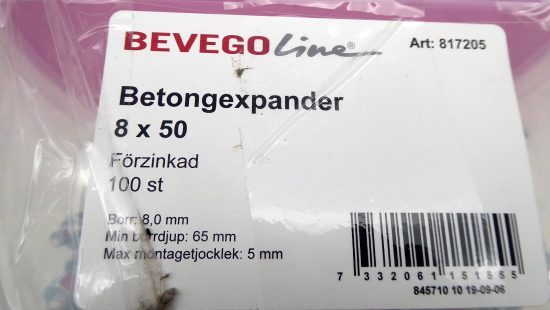 BEVEGO Line®
Art: 817205
Betongexpander
8 x 50
Förzinkad
100 st
Borr: 8,0 mm
Min borrdjup: 65 mm
Max montagetjocklek: 5 mm
7 332061 151555
845710 10 19-09-06